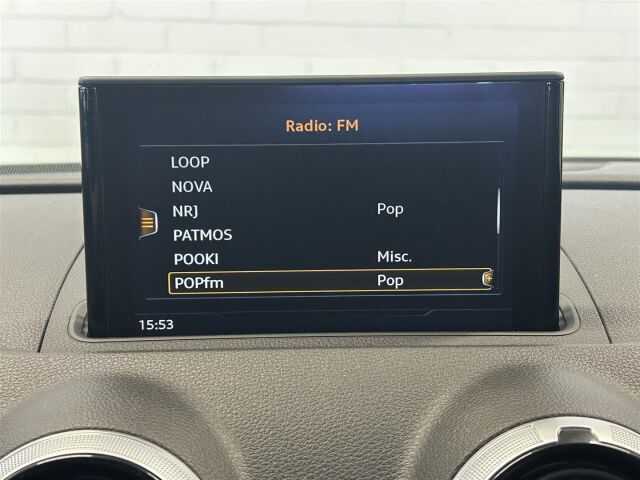 Radio: FM
LOOP
NOVA
NRJ Pop
PATMOS
POOKI Misc.
POPfm Pop
15:53